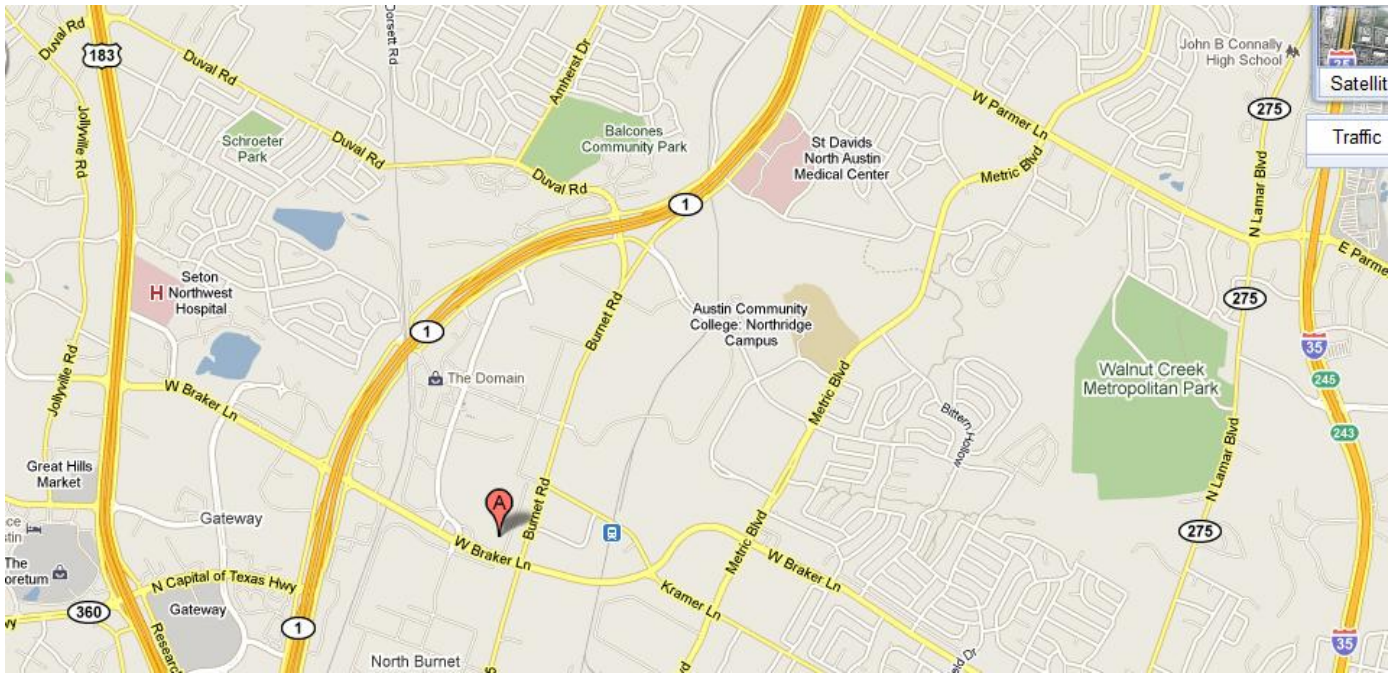 Duval Rd
Dorsett Rd
183
Duval Rd
Amherst Dr
John B Connally
High School
35
Satellit
275
Traffic
Jollyville Rd
Schroeter
Park
Duval Rd
Balcones
Community Park
W Parmer Ln
St Davids
North Austin
Medical Center
Metric Blvd
N Lamar Blvd
Duval Rd
1
E Parme
Seton
Northwest
Hospital
H
275
Burnet Rd
Austin Community
College: Northridge
Campus
1
35
Jollyville Rd
W Braker Ln
The Domain
Metric Blvd
Walnut Creek
Metropolitan Park
245
Bittern Hollow
243
Great Hills
Market
N Lamar Blvd
A
Burnet Rd
Gateway
275
stin
The
oretum
W Braker Ln
Metric Blvd
W Braker Ln
N Capital of Texas Hwy
Kramer Ln
360
Gateway
1
Researc
North Burnet
35